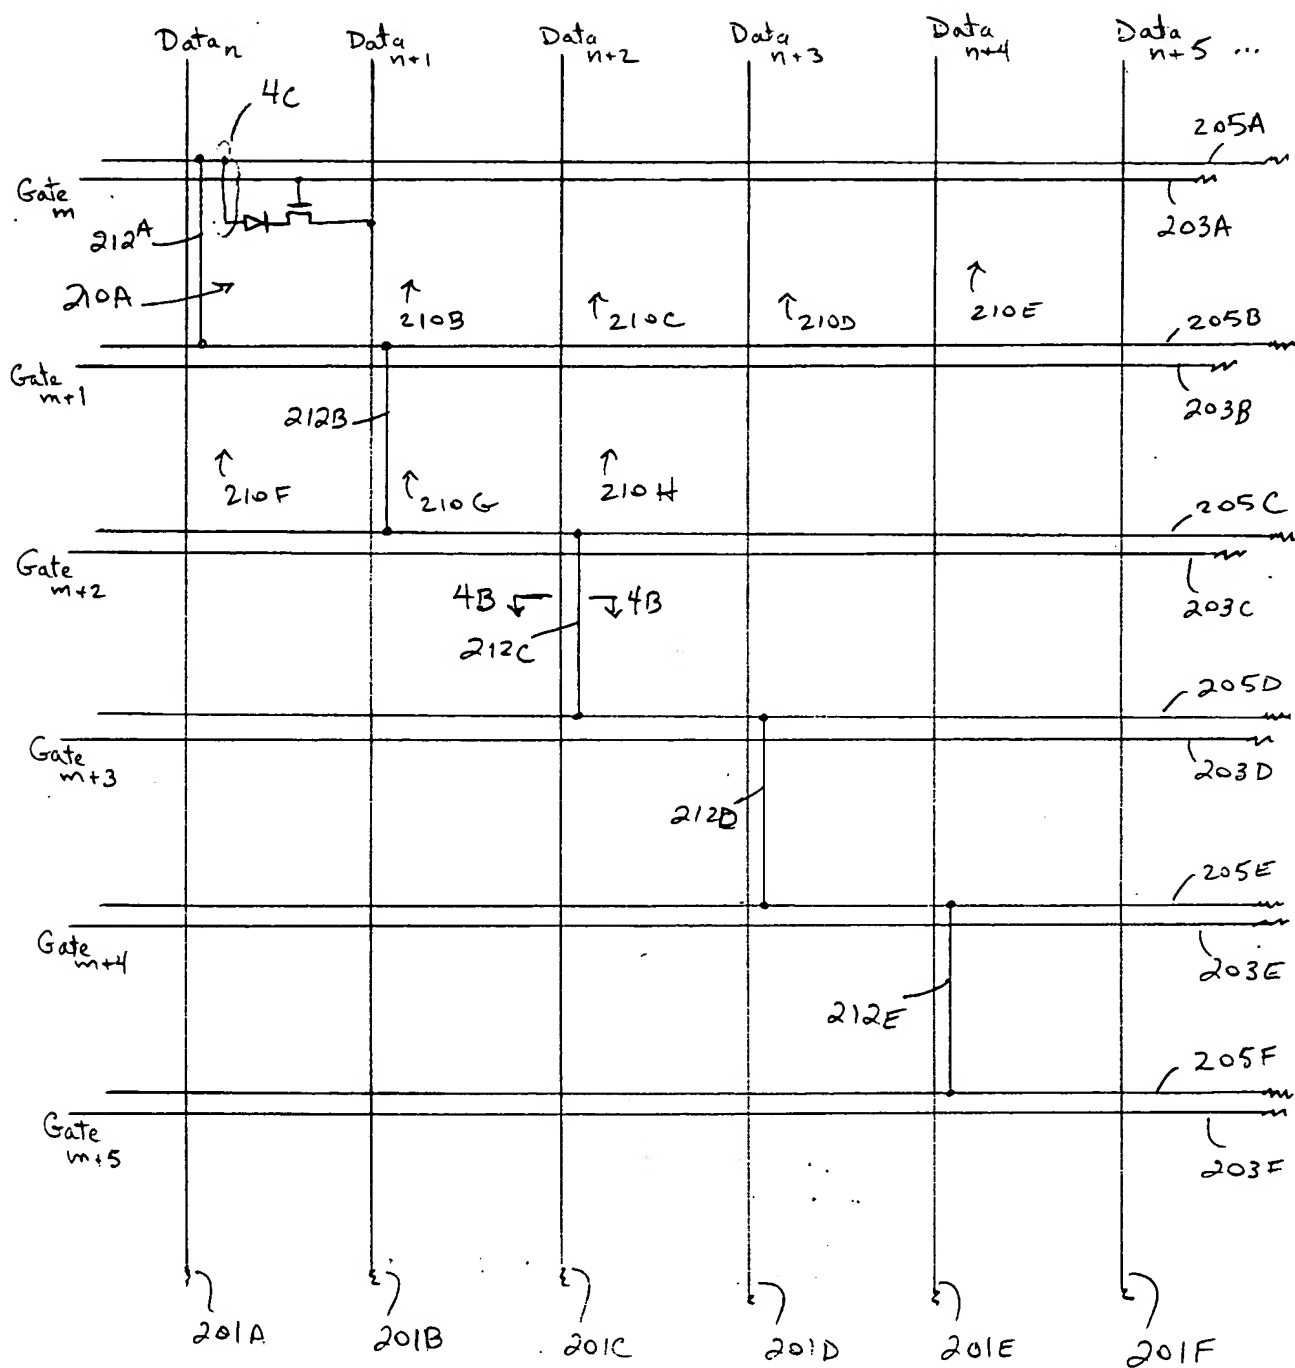 Data n
Data n+1
Data n+2
Data n+3
Data n+4
Data n+5 ...
4C
205A
Gate m
203A
212A
210A
210B
210C
210D
210E
205B
Gate m+1
203B
212B
210F
210G
210H
205C
Gate m+2
203C
4B
4B
212C
205D
Gate m+3
203D
212D
205E
Gate m+4
203E
212E
205F
Gate m+5
203F
201A
201B
201C
201D
201E
201F